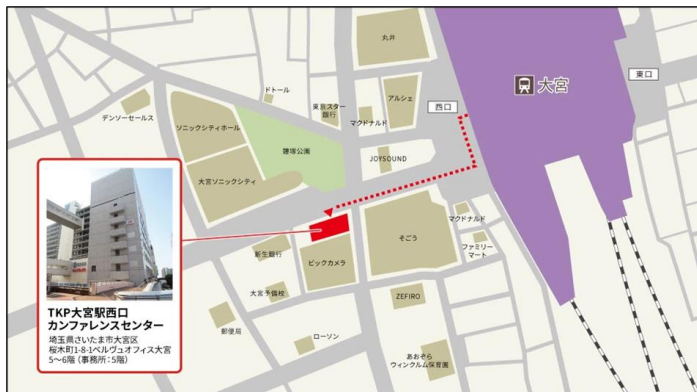 丸井
大宮
東口
西口
ドトール
東京スター
銀行
マクドナルド
アルシェ
デンソーセールス
ソニックシティホール
鐘塚公園
JOYSOUND
大宮ソニックシティ
マクドナルド
そごう
ファミリー
マート
新生銀行
ビックカメラ
大宮予備校
ZEFIRO
郵便局
ローソン
あおぞら
ウィンクルム保育園
TKP大宮駅西口
カンファレンスセンター
埼玉県さいたま市大宮区
桜木町1-8-1ベルヴュオフィス大宮
5～6階（事務所：5階）